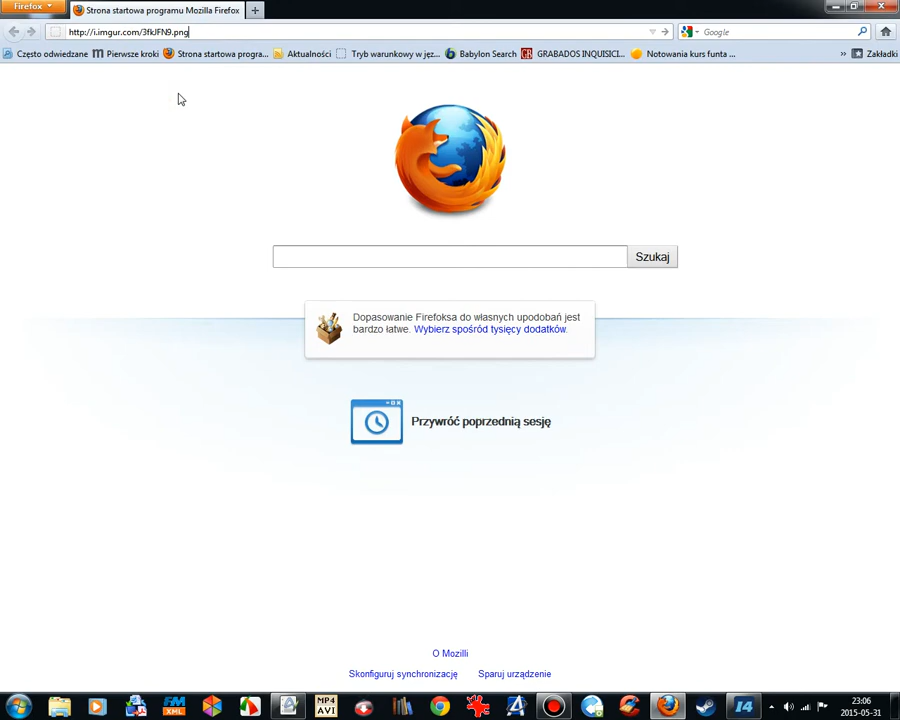 Firefox
Strona startowa programu Mozilla Firefox
http://i.imgur.com/3fkJFN9.png
Google
Często odwiedzane
Pierwsze kroki
Strona startowa progra...
Aktualności
Tryb warunkowy w jęz...
Babylon Search
GR GRABADOS INQUISICI...
Notowania kurs funta ...
Zakładki
Szukaj
Dopasowanie Firefoksa do własnych upodobań jest
bardzo łatwe. Wybierz spośród tysięcy dodatków.
Przywróć poprzednią sesję
O Mozilli
Skonfiguruj synchronizację
Sparuj urządzenie
FM
XML
MP4
AVI
14
23:06
2015-05-31